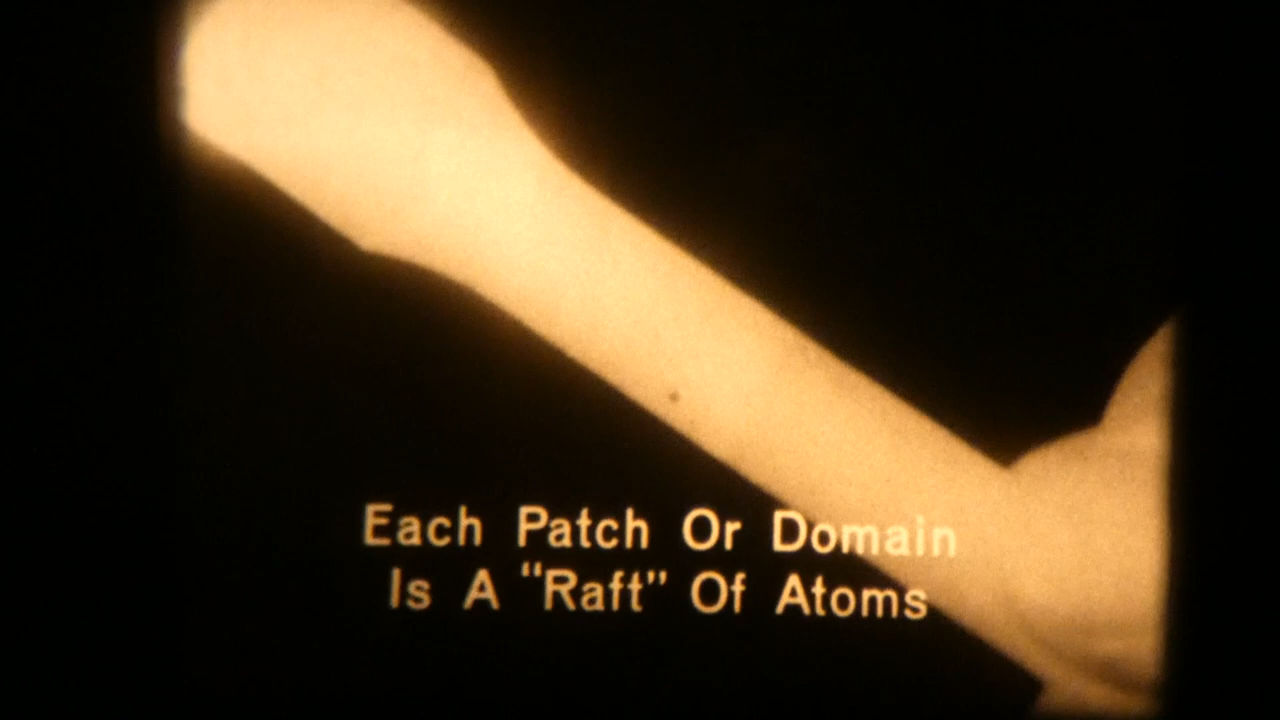 Each Patch Or Domain
Is A "Raft" Of Atoms